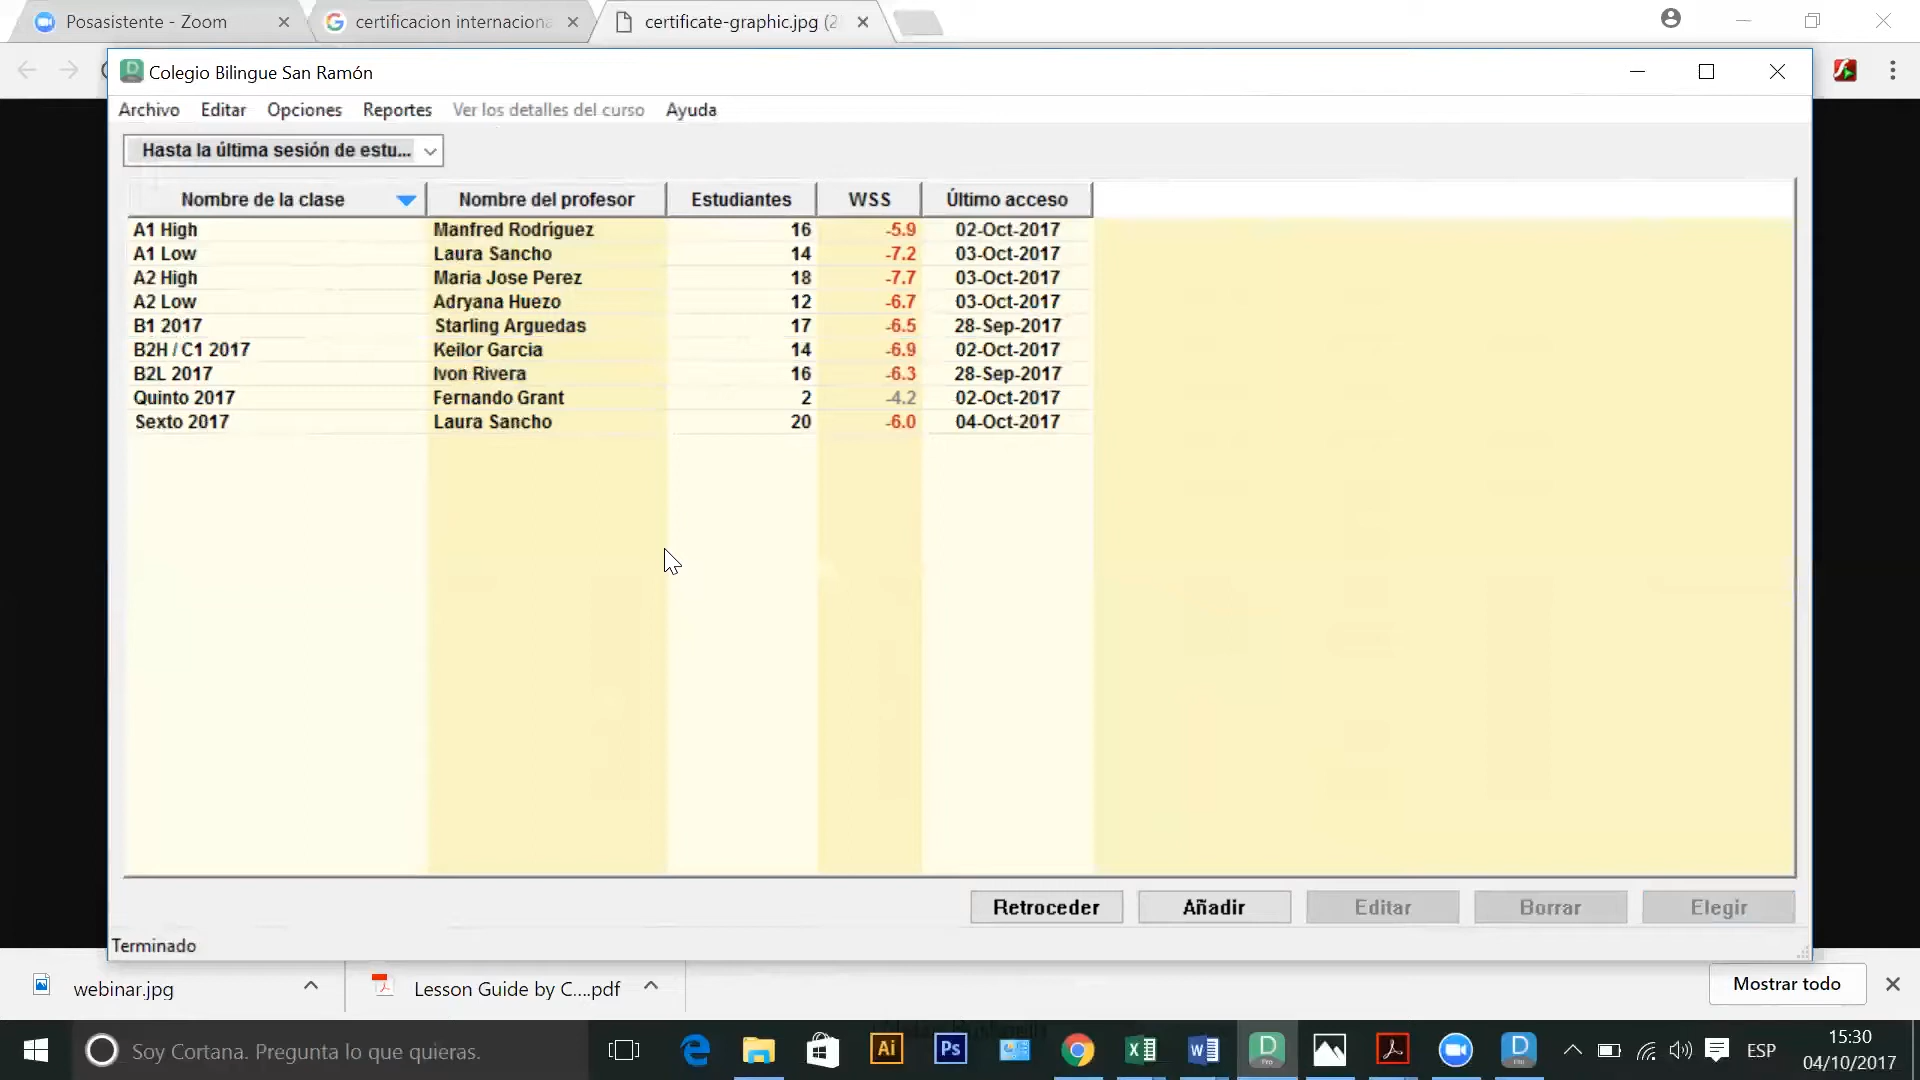 Posasistente - Zoom
certificacion internaciona
certificate-graphic.jpg (2
Colegio Bilingue San Ramón
Archivo Editar Opciones Reportes Ver los detalles del curso Ayuda
Hasta la última sesión de estu...
Nombre de la clase Nombre del profesor Estudiantes WSS Último acceso
A1 High Manfred Rodríguez 16 -5.9 02-Oct-2017
A1 Low Laura Sancho 14 -7.2 03-Oct-2017
A2 High Maria Jose Perez 18 -7.7 03-Oct-2017
A2 Low Adryana Huezo 12 -6.7 03-Oct-2017
B1 2017 Starling Arguedas 17 -6.5 28-Sep-2017
B2H / C1 2017 Keilor Garcia 14 -6.9 02-Oct-2017
B2L 2017 Ivon Rivera 16 -6.3 28-Sep-2017
Quinto 2017 Fernando Grant 2 -4.2 02-Oct-2017
Sexto 2017 Laura Sancho 20 -6.0 04-Oct-2017
Retroceder Añadir Editar Borrar Elegir
Terminado
webinar.jpg
Lesson Guide by C....pdf
Mostrar todo
Soy Cortana. Pregunta lo que quieras.
Ai
Ps
ESP
15:30
04/10/2017